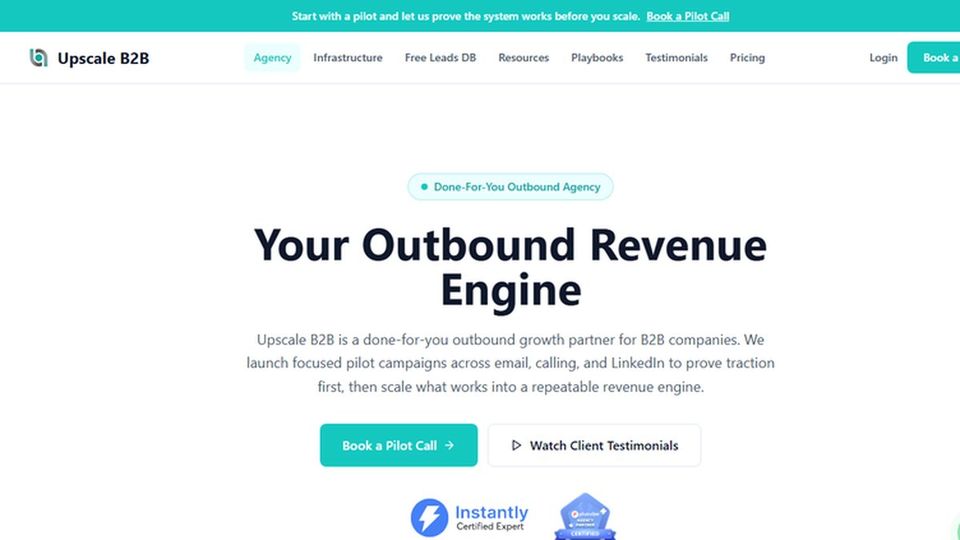 Start with a pilot and let us prove the system works before you scale. Book a Pilot Call
Upscale B2B
Agency Infrastructure Free Leads DB Resources Playbooks Testimonials Pricing
Login Book a
Done-For-You Outbound Agency
Your Outbound Revenue
Engine
Upscale B2B is a done-for-you outbound growth partner for B2B companies. We
launch focused pilot campaigns across email, calling, and LinkedIn to prove traction
first, then scale what works into a repeatable revenue engine.
Book a Pilot Call
Watch Client Testimonials
Instantly
Certified Expert
AGENCY
PARTNER
CERTIFIED